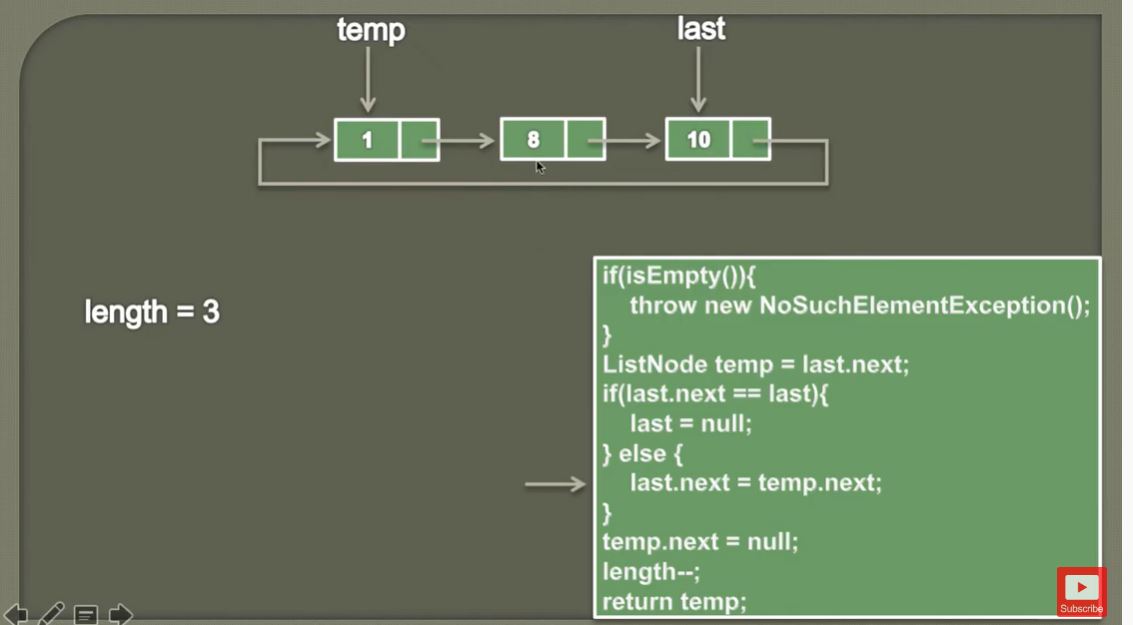 temp
last
1
8
10
length = 3
if(isEmpty()){
throw new NoSuchElementException();
}
ListNode temp = last.next;
if(last.next == last){
last = null;
} else {
last.next = temp.next;
}
temp.next = null;
length--;
return temp;
Subscribe